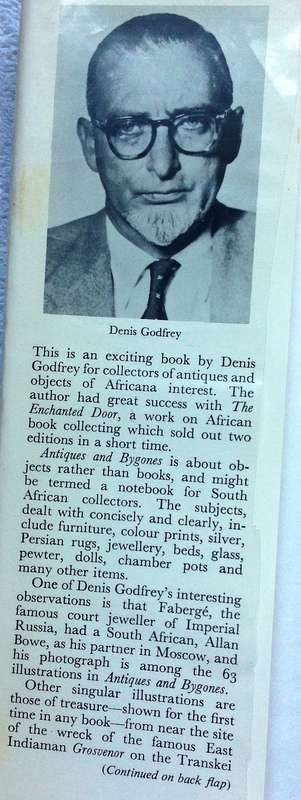 Denis Godfrey
This is an exciting book by Denis
Godfrey for collectors of antiques and
objects of Africana interest. The
author had great success with The
Enchanted Door, a work on African
book collecting which sold out two
editions in a short time.
Antiques and Bygones is about ob-
jects rather than books, and might
be termed a notebook for South
African collectors. The subjects,
dealt with concisely and clearly, in-
clude furniture, colour prints, silver,
Persian rugs, jewellery, beds, glass,
pewter, dolls, chamber pots and
many other items.
One of Denis Godfrey's interesting
observations is that Fabergé, the
famous court jeweller of Imperial
Russia, had a South African, Allan
Bowe, as his partner in Moscow, and
his photograph is among the 63
illustrations in Antiques and Bygones.
Other singular illustrations are
those of treasure—shown for the first
time in any book—from near the site
of the wreck of the famous East
Indiaman Grosvenor on the Transkei
(Continued on back flap)